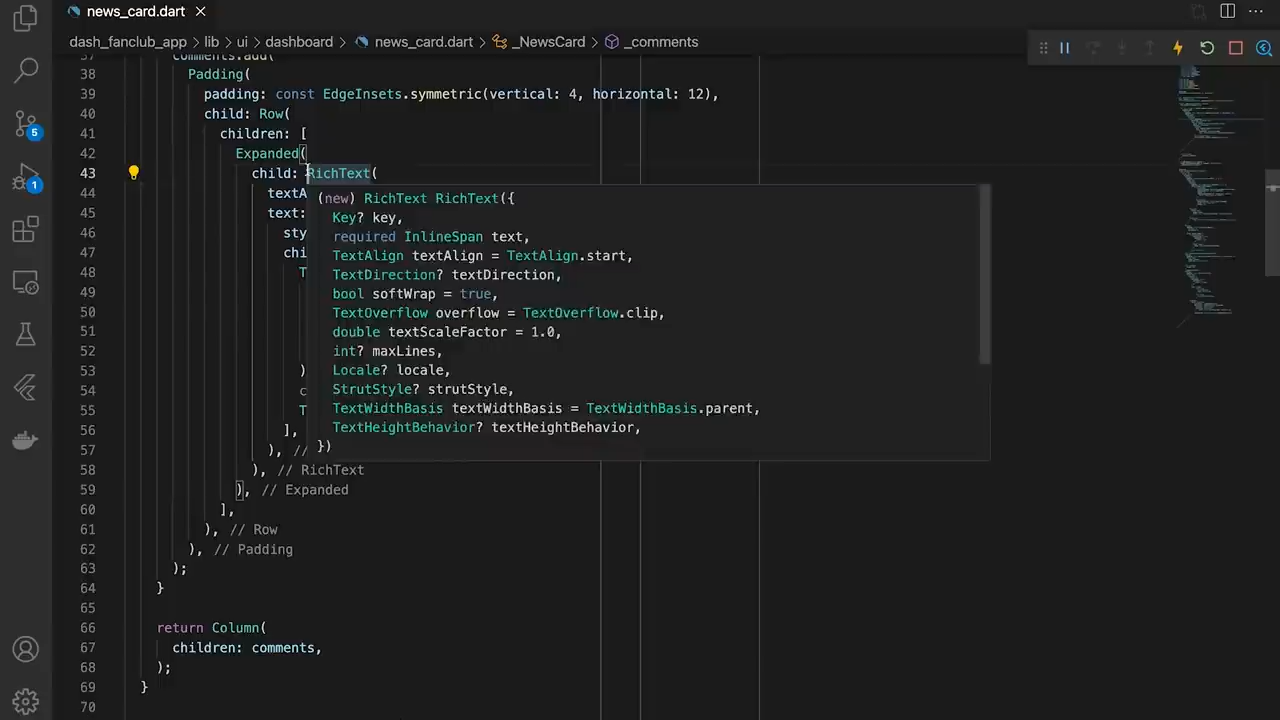 news_card.dart
dash_fanclub_app > lib > ui > dashboard > news_card.dart > _NewsCard > _comments
37 comments.add(
38 Padding(
39 padding: const EdgeInsets.symmetric(vertical: 4, horizontal: 12),
40 child: Row(
41 children: [
42 Expanded(
43 child: RichText(
44 textA
(new) RichText RichText({
45 text:
Key? key,
46 sty
required InlineSpan text,
47 chi
TextAlign textAlign = TextAlign.start,
48 T
TextDirection? textDirection,
49
bool softWrap = true,
50
TextOverflow overflow = TextOverflow.clip,
51
double textScaleFactor = 1.0,
52
int? maxLines,
53 )
Locale? locale,
54 c
StrutStyle? strutStyle,
55 T
TextWidthBasis textWidthBasis = TextWidthBasis.parent,
56 ],
TextHeightBehavior? textHeightBehavior,
57 ), //
})
58 ), // RichText
59 ), // Expanded
60 ],
61 ), // Row
62 ), // Padding
63 );
64 }
65
66 return Column(
67 children: comments,
68 );
69 }
70
5
1